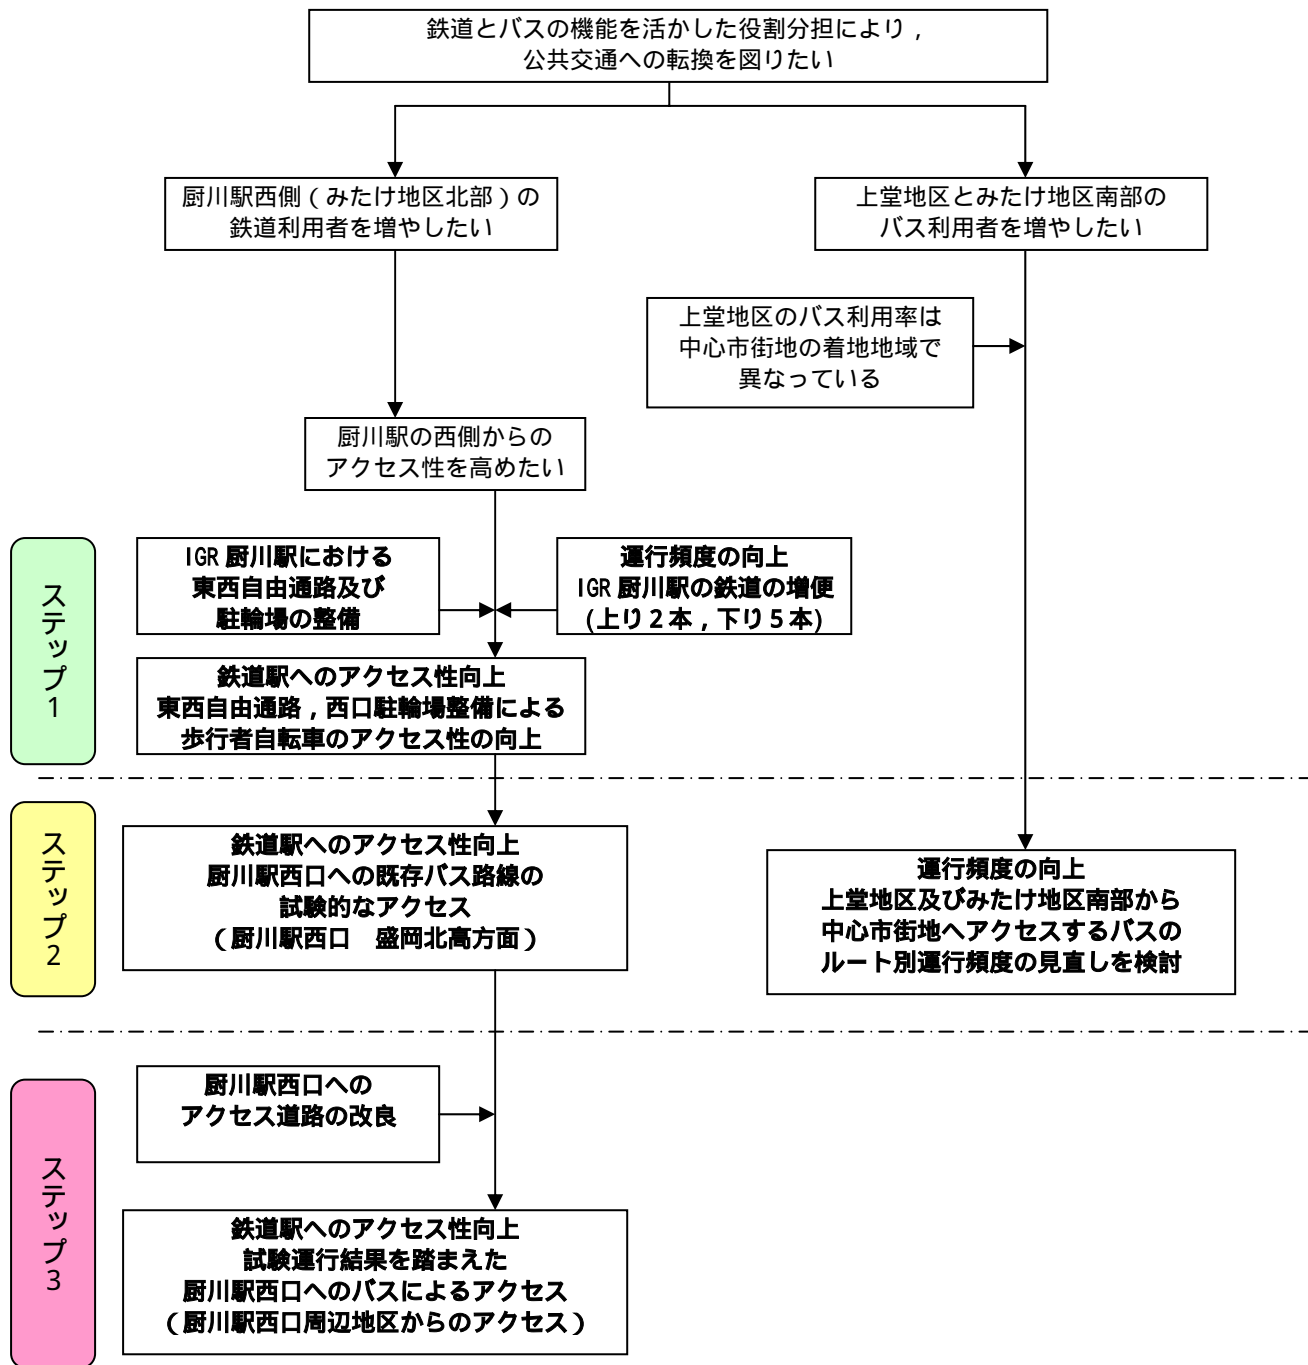 鉄道とバスの機能を活かした役割分担により，
公共交通への転換を図りたい
厨川駅西側（みたけ地区北部）の
鉄道利用者を増やしたい
上堂地区とみたけ地区南部の
バス利用者を増やしたい
上堂地区のバス利用率は
中心市街地の着地地域で
異なっている
厨川駅の西側からの
アクセス性を高めたい
ステップ1
IGR 厨川駅における
東西自由通路及び
駐輪場の整備
運行頻度の向上
IGR 厨川駅の鉄道の増便
(上り２本，下り５本)
鉄道駅へのアクセス性向上
東西自由通路，西口駐輪場整備による
歩行者自転車のアクセス性の向上
ステップ2
鉄道駅へのアクセス性向上
厨川駅西口への既存バス路線の
試験的なアクセス
（厨川駅西口　盛岡北高方面）
運行頻度の向上
上堂地区及びみたけ地区南部から
中心市街地へアクセスするバスの
ルート別運行頻度の見直しを検討
ステップ3
厨川駅西口への
アクセス道路の改良
鉄道駅へのアクセス性向上
試験運行結果を踏まえた
厨川駅西口へのバスによるアクセス
（厨川駅西口周辺地区からのアクセス）